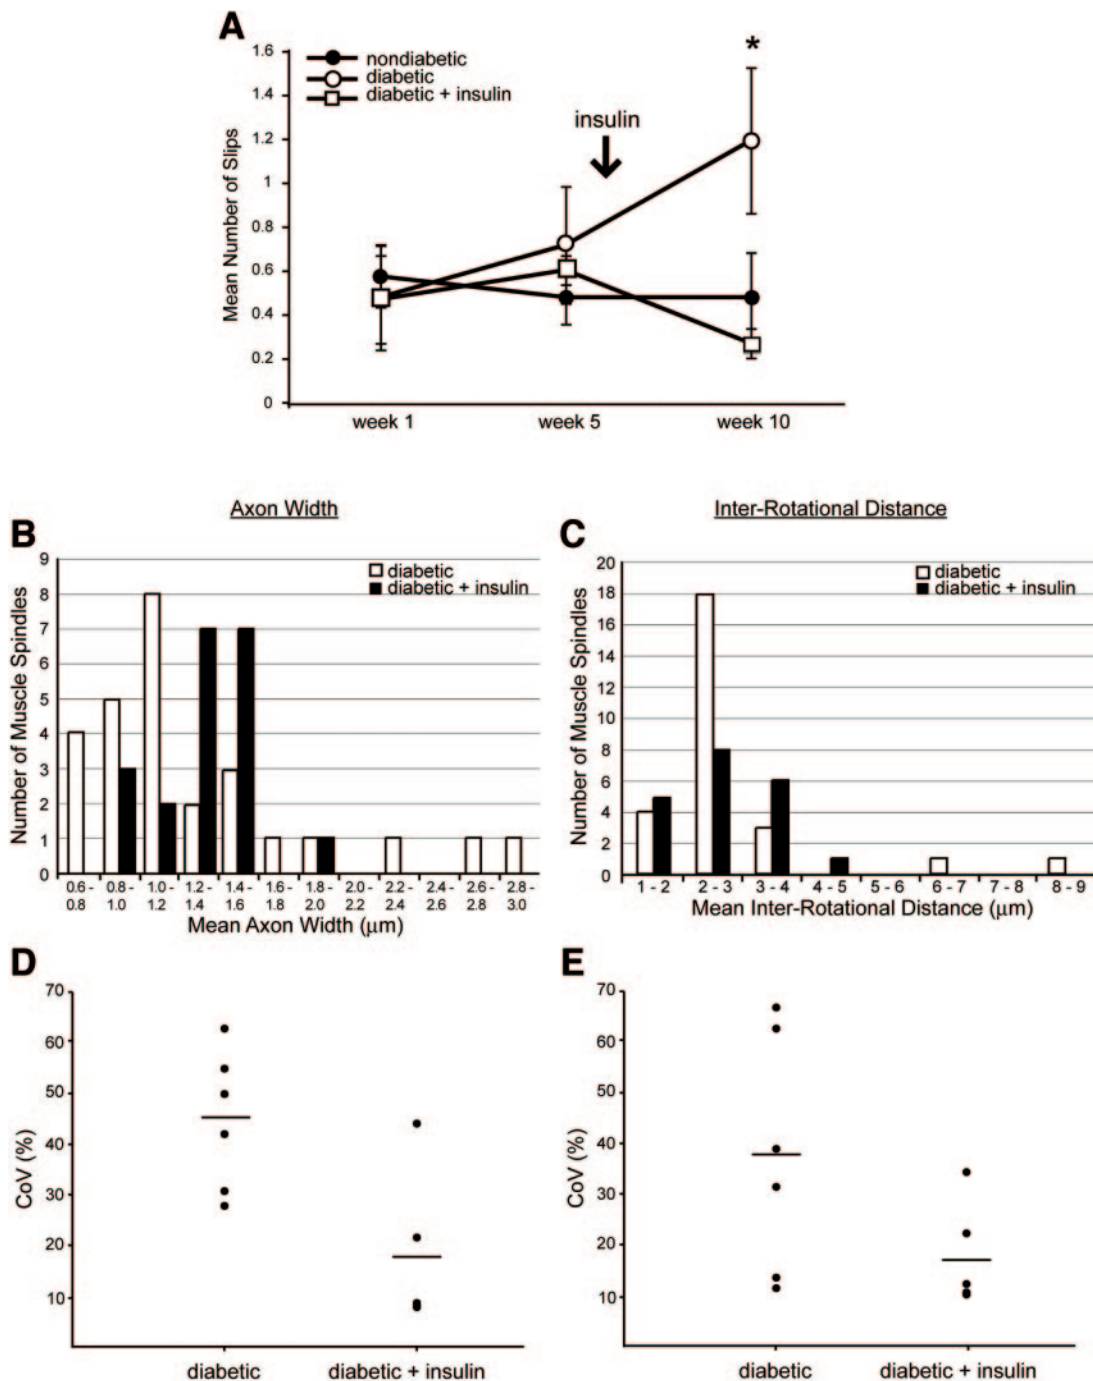 A
1.6
1.4
1.2
1
0.8
0.6
0.4
0.2
0
Mean Number of Slips
nondiabetic
diabetic
diabetic + insulin
insulin
*
week 1 week 5 week 10
Axon Width
B
9
8
7
6
5
4
3
2
1
0
Number of Muscle Spindles
diabetic
diabetic + insulin
0.6 - 0.8 - 1.0 - 1.2 - 1.4 - 1.6 - 1.8 - 2.0 - 2.2 - 2.4 - 2.6 - 2.8 -
0.8 1.0 1.2 1.4 1.6 1.8 2.0 2.2 2.4 2.6 2.8 3.0
Mean Axon Width (μm)
Inter-Rotational Distance
C
20
18
16
14
12
10
8
6
4
2
0
Number of Muscle Spindles
diabetic
diabetic + insulin
1 - 2 2 - 3 3 - 4 4 - 5 5 - 6 6 - 7 7 - 8 8 - 9
Mean Inter-Rotational Distance (μm)
D
70
60
50
40
30
20
10
CoV (%)
diabetic diabetic + insulin
E
70
60
50
40
30
20
10
CoV (%)
diabetic diabetic + insulin